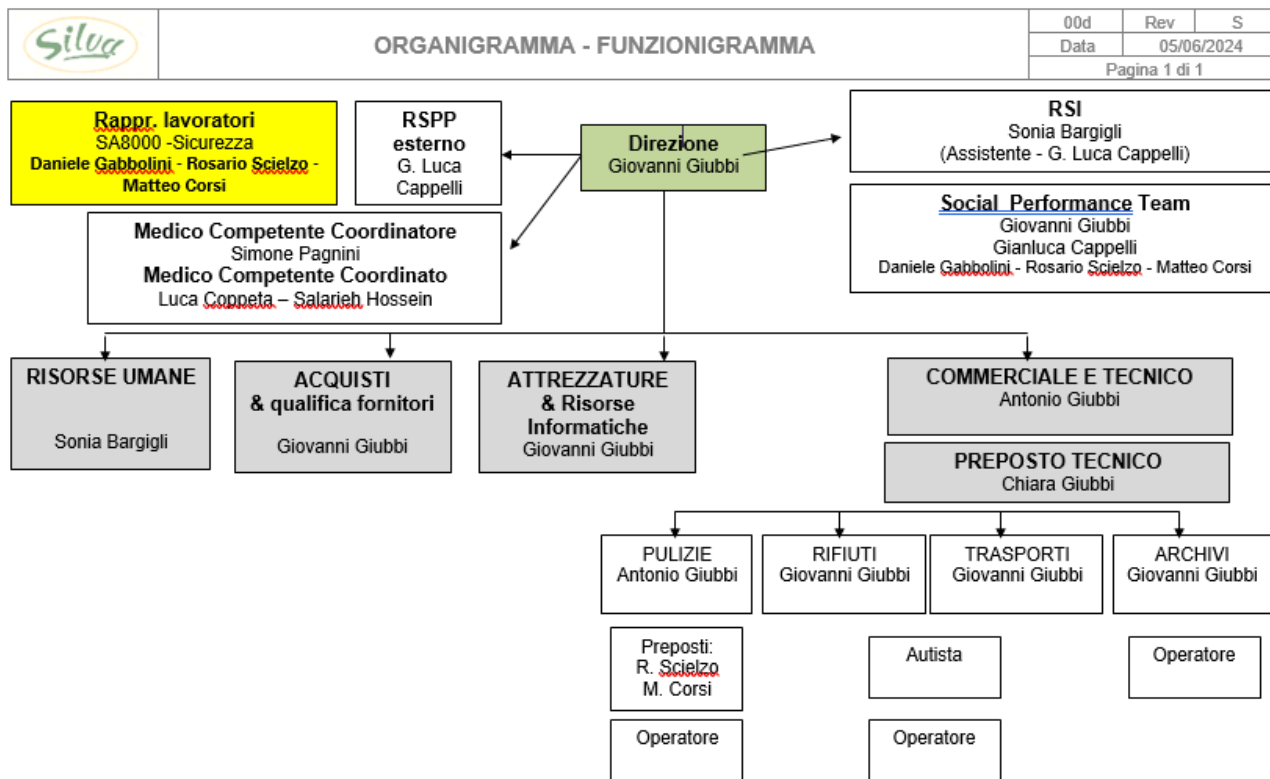 Silva
ORGANIGRAMMA - FUNZIONIGRAMMA
00d Rev S
Data 05/06/2024
Pagina 1 di 1
Rappr. lavoratori
SA8000 -Sicurezza
Daniele Gabbolini - Rosario Scielzo -
Matteo Corsi
RSPP
esterno
G. Luca
Cappelli
Direzione
Giovanni Giubbi
RSI
Sonia Bargigli
(Assistente - G. Luca Cappelli)
Social Performance Team
Giovanni Giubbi
Gianluca Cappelli
Daniele Gabbolini - Rosario Scielzo - Matteo Corsi
Medico Competente Coordinatore
Simone Pagnini
Medico Competente Coordinato
Luca Coppeta – Salarieh Hossein
RISORSE UMANE
Sonia Bargigli
ACQUISTI
& qualifica fornitori
Giovanni Giubbi
ATTREZZATURE
& Risorse
Informatiche
Giovanni Giubbi
COMMERCIALE E TECNICO
Antonio Giubbi
PREPOSTO TECNICO
Chiara Giubbi
PULIZIE
Antonio Giubbi
RIFIUTI
Giovanni Giubbi
TRASPORTI
Giovanni Giubbi
ARCHIVI
Giovanni Giubbi
Preposti:
R. Scielzo
M. Corsi
Autista
Operatore
Operatore
Operatore